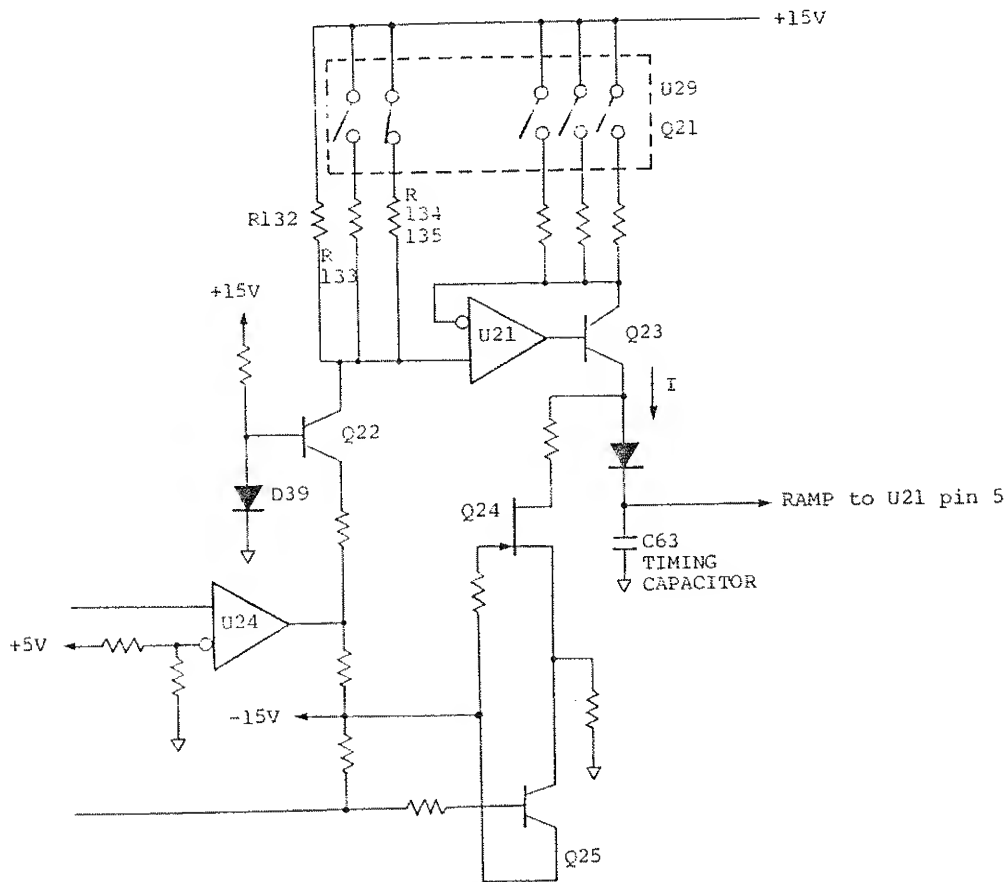 +15V
U29
Q21
R132
R
134
135
R
133
+15V
U21
Q23
I
Q22
D39
Q24
RAMP to U21 pin 5
C63
TIMING
CAPACITOR
U24
+5V
-15V
Q25